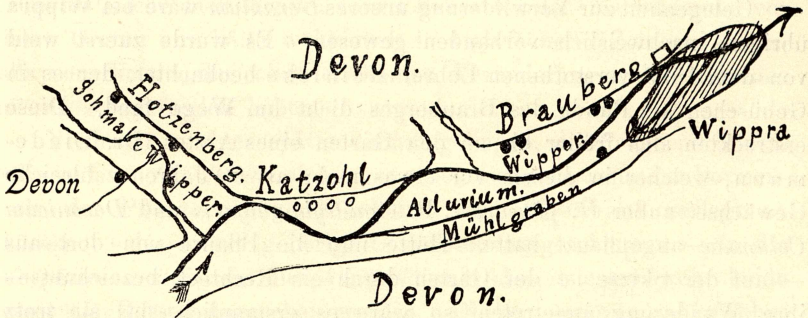 Devon.
Brauberg
Hotzenberg.
Schmale Wipper.
Wippra
Wipper.
Devon
Katzohl
Alluvium.
Mühlgraben
Devon.